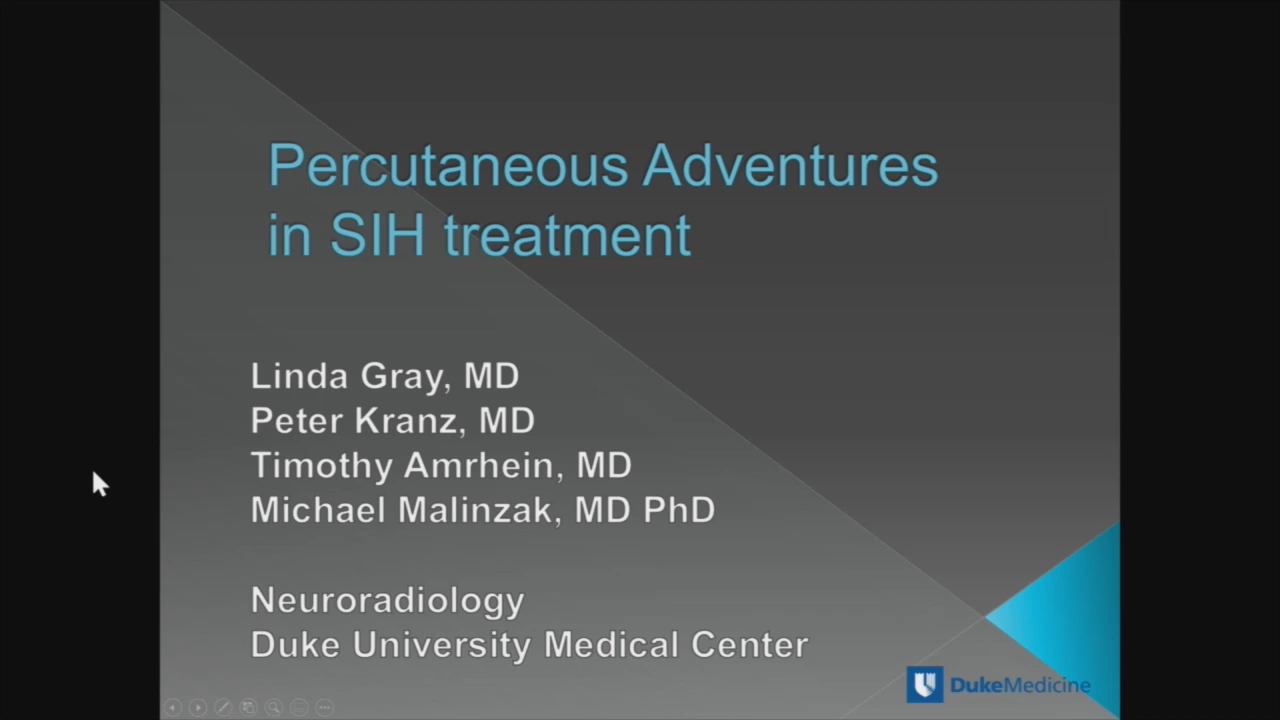 Percutaneous Adventures
in SIH treatment
Linda Gray, MD
Peter Kranz, MD
Timothy Amrhein, MD
Michael Malinzak, MD PhD
Neuroradiology
Duke University Medical Center
DukeMedicine